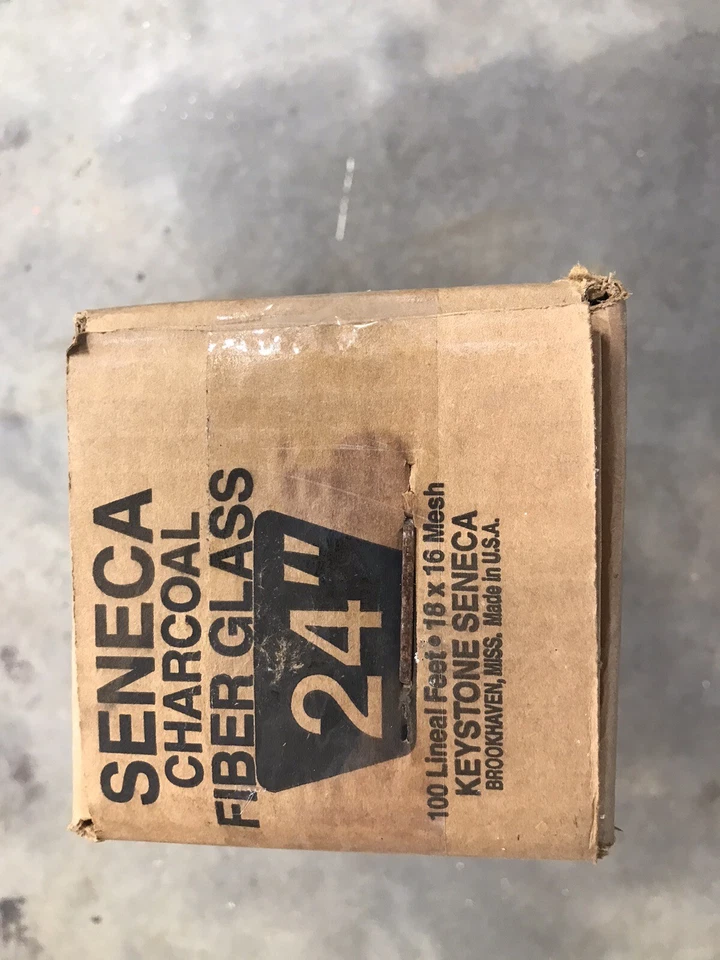 SENECA
CHARCOAL
FIBER GLASS
24"
100 Lineal Feet • 18 x 16 Mesh
KEYSTONE SENECA
BROOKHAVEN, MISS. Made in U.S.A.